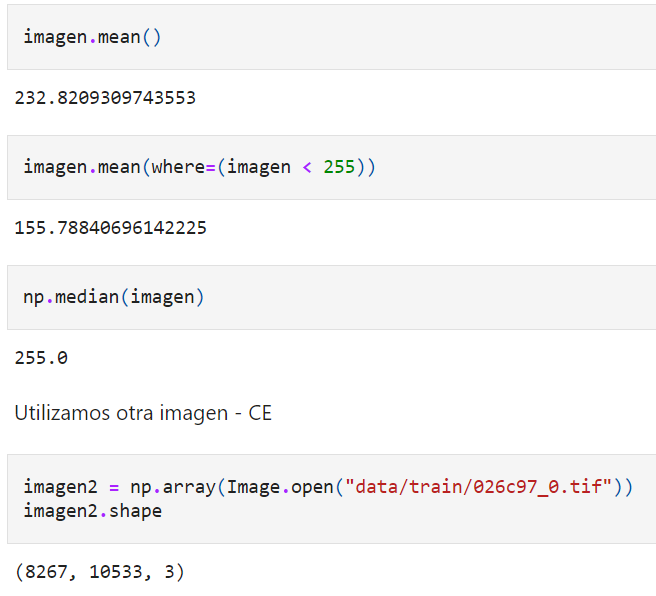 imagen.mean()
232.8209309743553
imagen.mean(where=(imagen < 255))
155.78840696142225
np.median(imagen)
255.0
Utilizamos otra imagen - CE
imagen2 = np.array(Image.open("data/train/026c97_0.tif"))
imagen2.shape
(8267, 10533, 3)